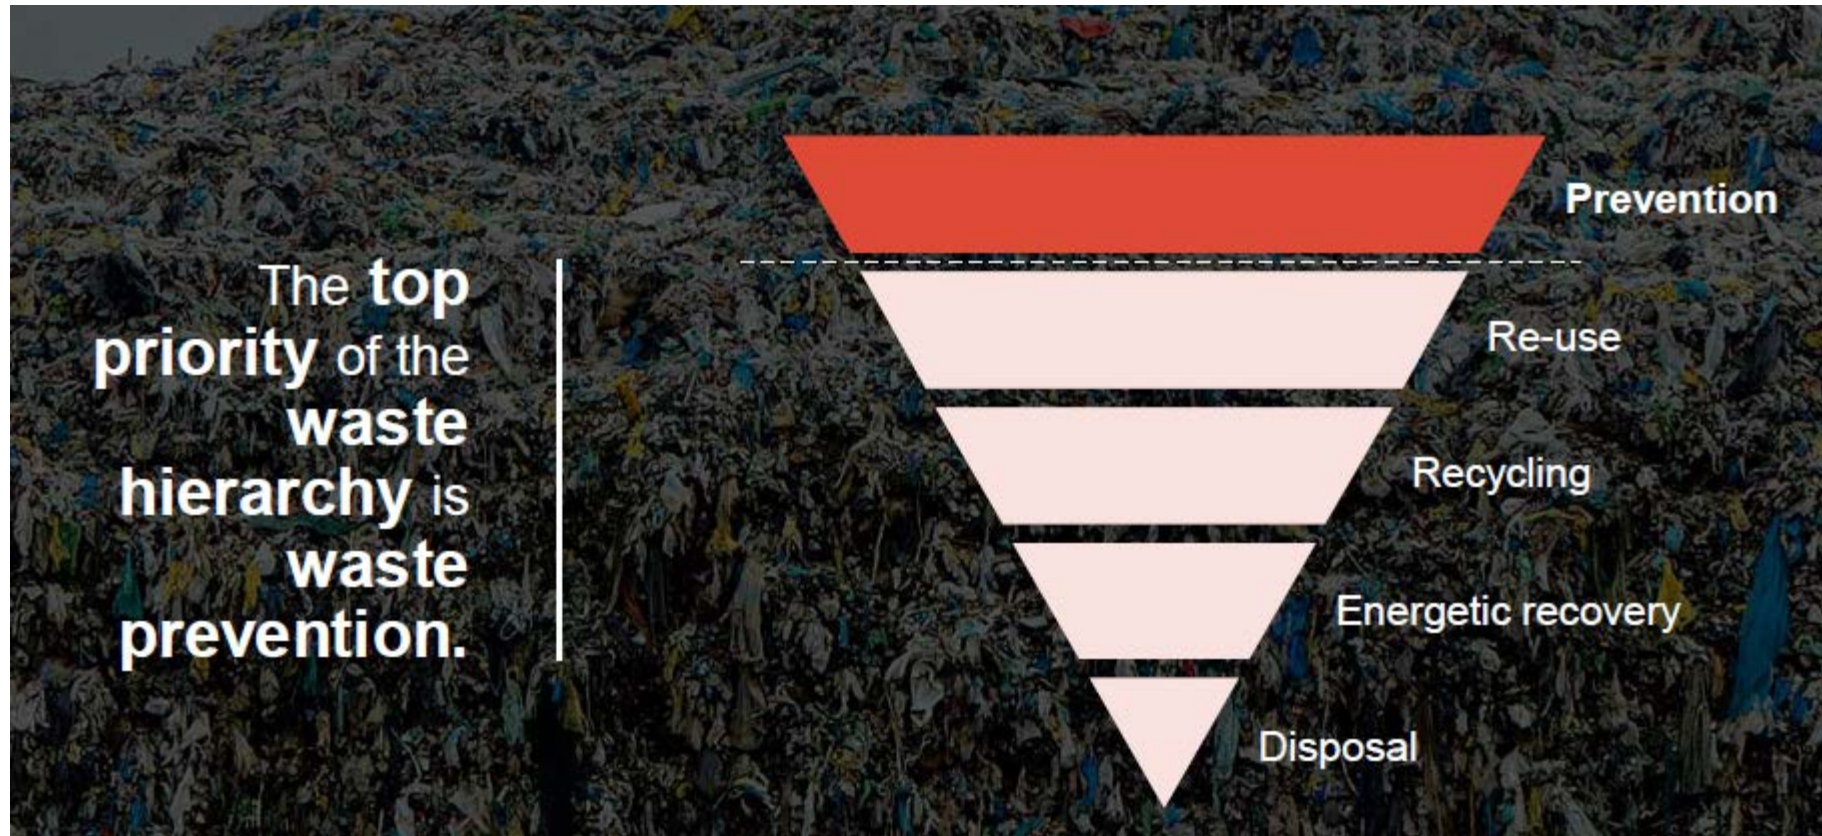 The top
priority of the
waste
hierarchy is
waste
prevention.
Prevention
Re-use
Recycling
Energetic recovery
Disposal